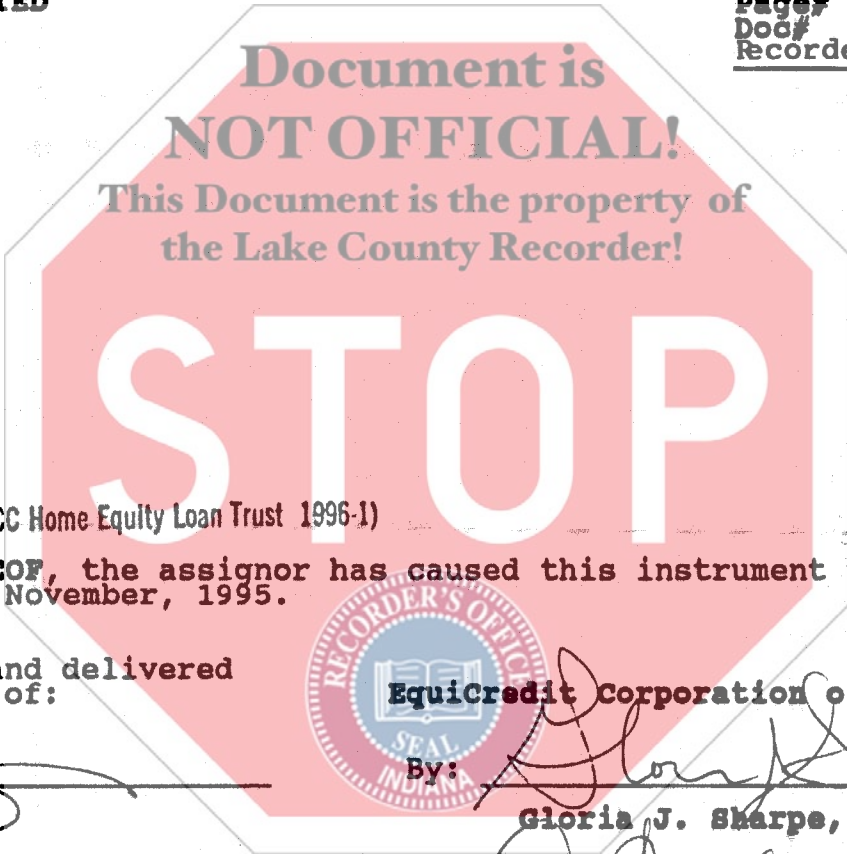 Page#
Doc#
Document is
NOT OFFICIAL!
This Document is the property of
the Lake County Recorder!
STOP
Home Equity Loan Trust 1996-1)
the assignor has caused this instrument
November, 1995.
and delivered
of:
EquiCredit Corporation
RECORDER'S OFFICE
SEAL
INDIANA
By:
Gloria J. Sharpe,